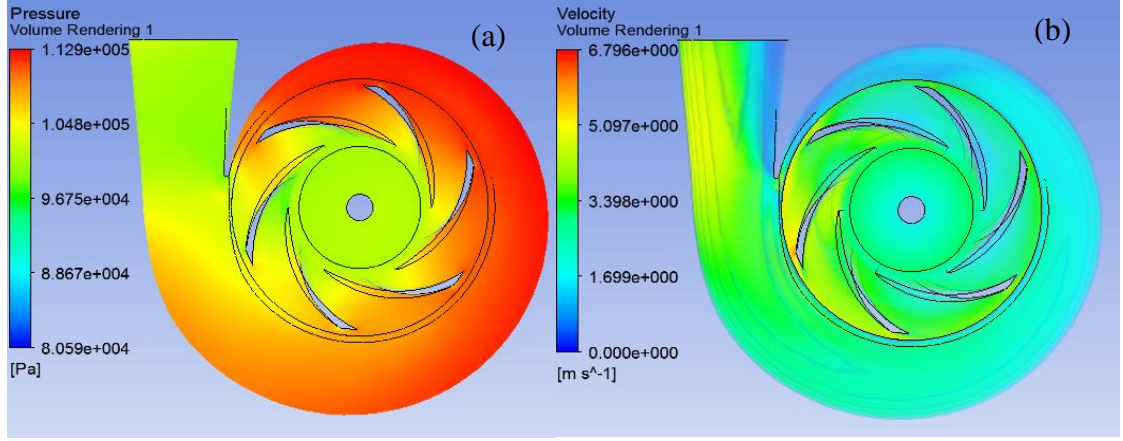 Pressure
Volume Rendering 1
(a)
1.129e+005
1.048e+005
9.675e+004
8.867e+004
8.059e+004
[Pa]
Velocity
Volume Rendering 1
(b)
6.796e+000
5.097e+000
3.398e+000
1.699e+000
0.000e+000
[m s^-1]